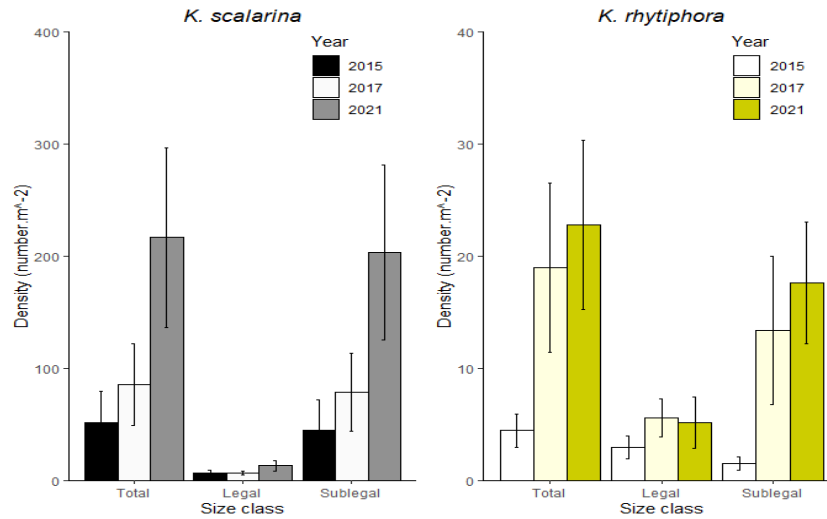 K. scalarina
Year
2015
2017
2021
400
300
200
100
0
Density (number.m^-2)
Total
Legal
Sublegal
Size class
K. rhytiphora
Year
2015
2017
2021
40
30
20
10
0
Density (number.m^-2)
Total
Legal
Sublegal
Size class